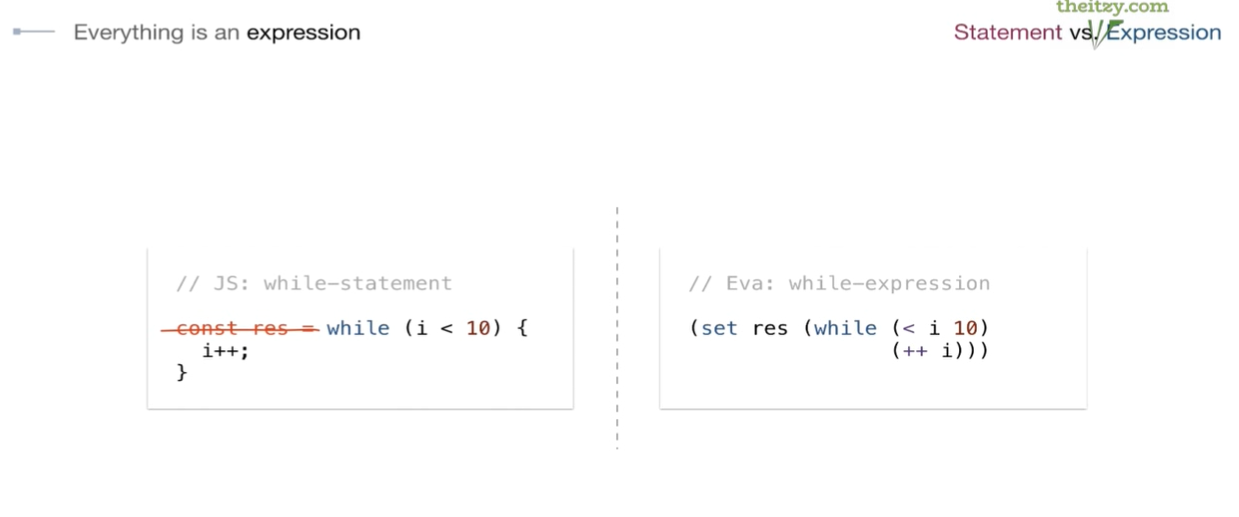 theitzy.com
Everything is an expression
Statement vs. Expression
// JS: while-statement
const res = while (i < 10) {
i++;
}
// Eva: while-expression
(set res (while (< i 10)
(++ i)))